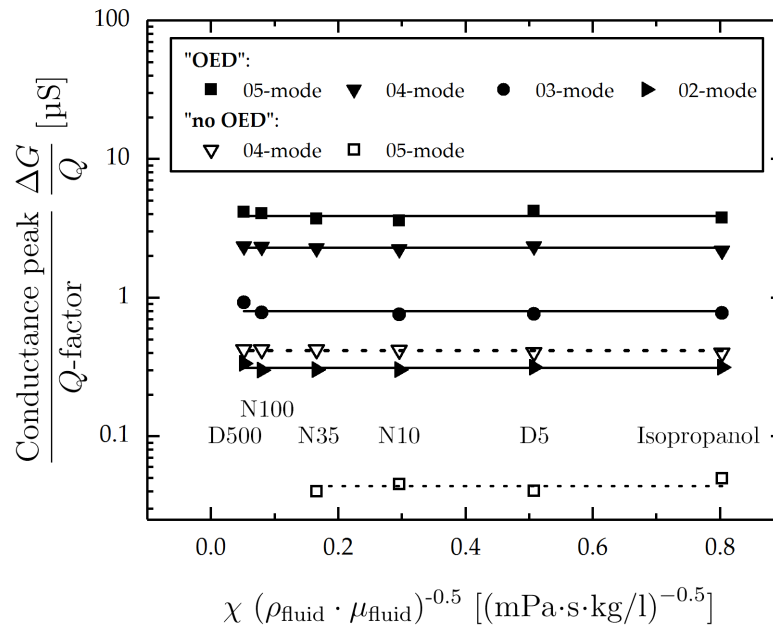 Conductance peak ΔG
Q-factor Q [µS]
100
10
1
0.1
"OED":
05-mode 04-mode 03-mode 02-mode
"no OED":
04-mode 05-mode
N100
D500 N35 N10 D5 Isopropanol
0.0 0.2 0.4 0.6 0.8
χ (ρfluid · µfluid)-0.5 [(mPa·s·kg/l)−0.5]